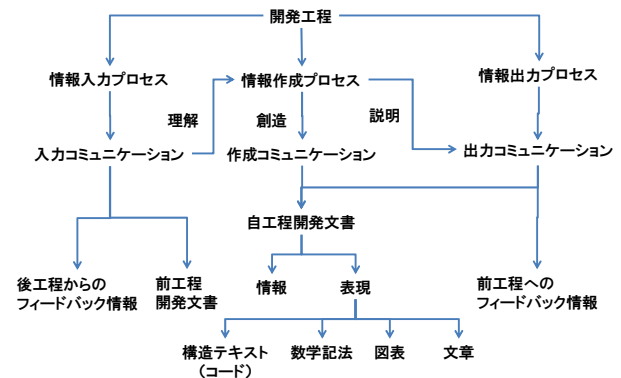 開発工程
情報入力プロセス
情報作成プロセス
情報出力プロセス
理解
創造
説明
入力コミュニケーション
作成コミュニケーション
出力コミュニケーション
自工程開発文書
後工程からの
フィードバック情報
前工程
開発文書
情報
表現
前工程への
フィードバック情報
構造テキスト
（コード）
数学記法
図表
文章